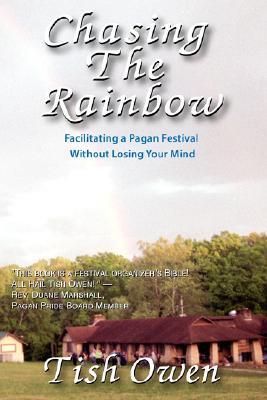 Chasing
The
Rainbow
Facilitating a Pagan Festival
Without Losing Your Mind
"This book is a festival organizer's Bible!
All hail Tish Owen!" —
Rev. Duane Marshall,
Pagan Pride Board Member
Tish Owen